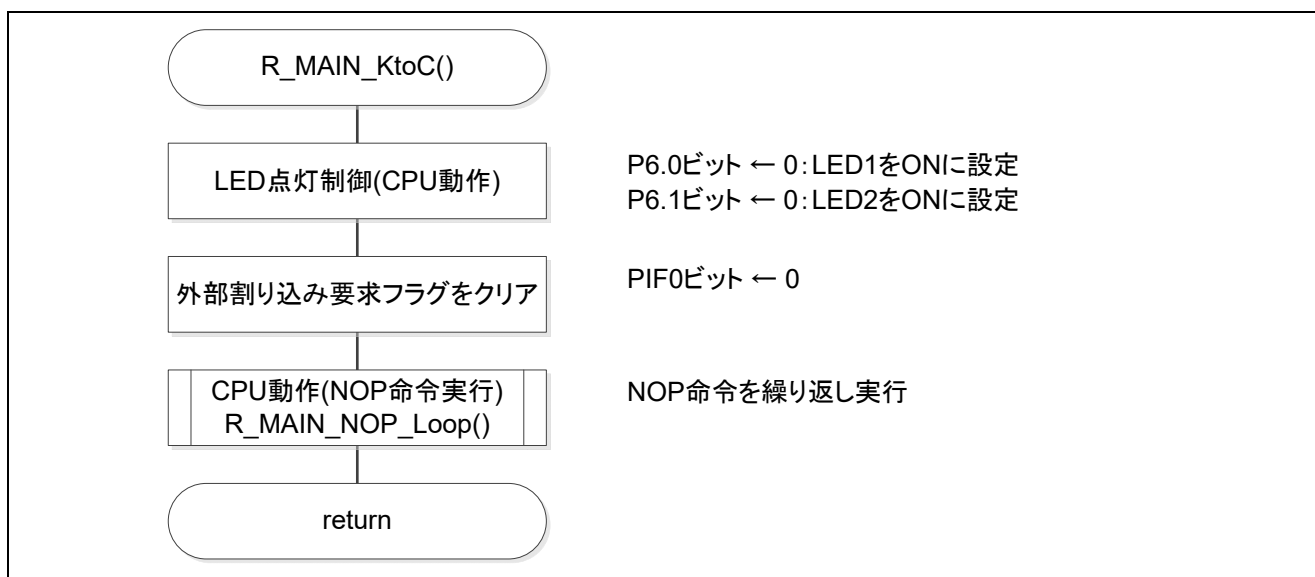 R_MAIN_KtoC()
LED点灯制御(CPU動作)
P6.0ビット ← 0:LED1をONに設定
P6.1ビット ← 0:LED2をONに設定
外部割り込み要求フラグをクリア
PIF0ビット ← 0
CPU動作(NOP命令実行)
R_MAIN_NOP_Loop()
NOP命令を繰り返し実行
return